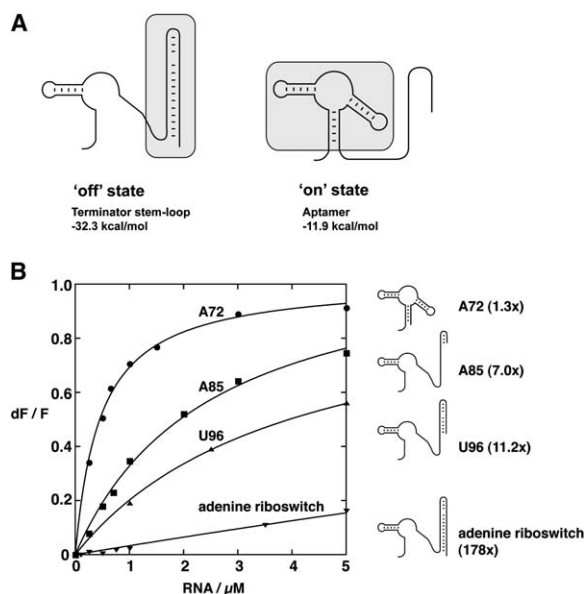 A
'off' state
Terminator stem-loop
-32.3 kcal/mol
'on' state
Aptamer
-11.9 kcal/mol
B
1.0
0.8
0.6
0.4
0.2
0
dF / F
A72
A85
U96
adenine riboswitch
0
1
2
3
4
5
RNA / µM
A72 (1.3x)
A85 (7.0x)
U96 (11.2x)
adenine riboswitch
(178x)